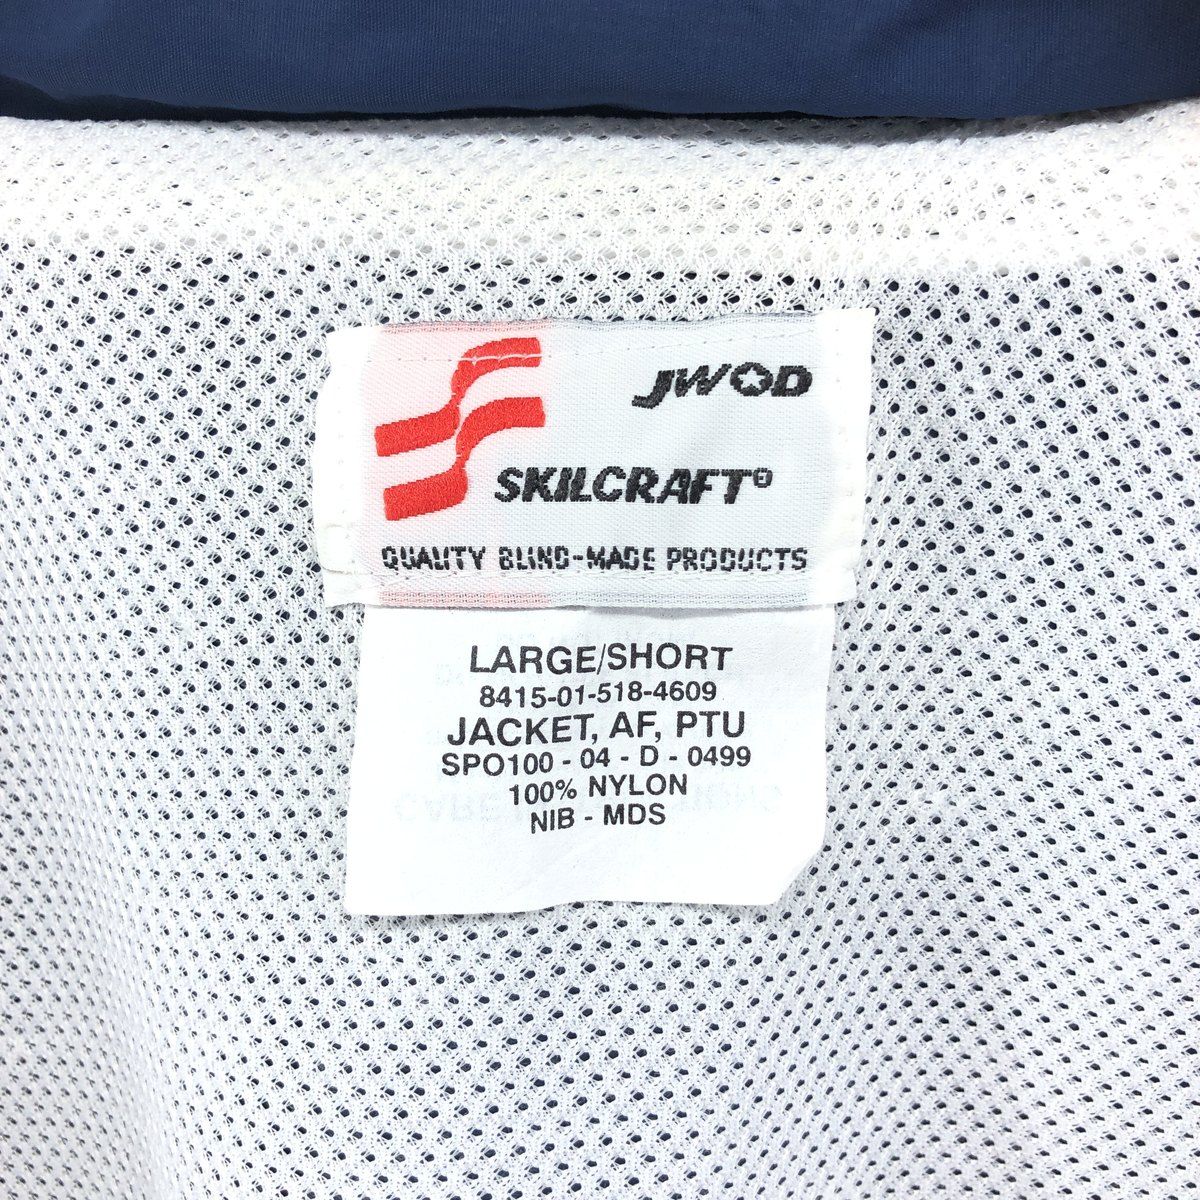 JWOD
SKILCRAFT®
QUALITY BLIND-MADE PRODUCTS
LARGE/SHORT
8415-01-518-4609
JACKET, AF, PTU
SPO100 - 04 - D - 0499
100% NYLON
NIB - MDS